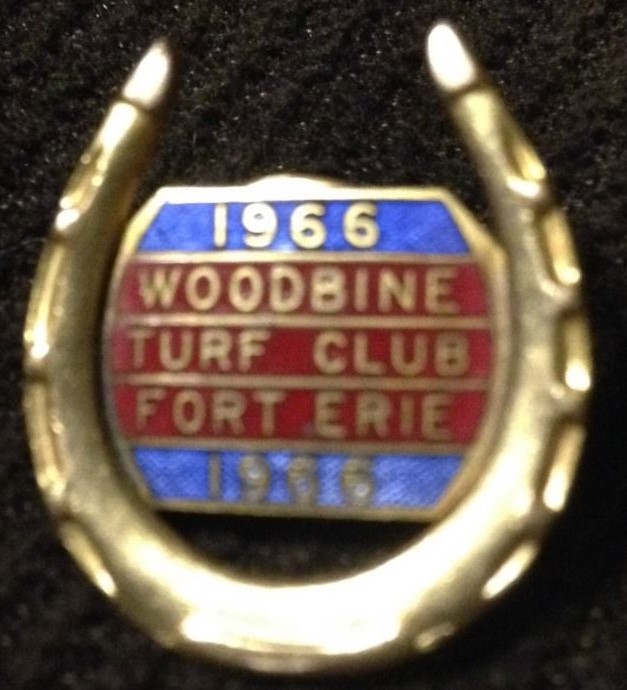 1966
WOODBINE
TURF CLUB
FORT ERIE
1966